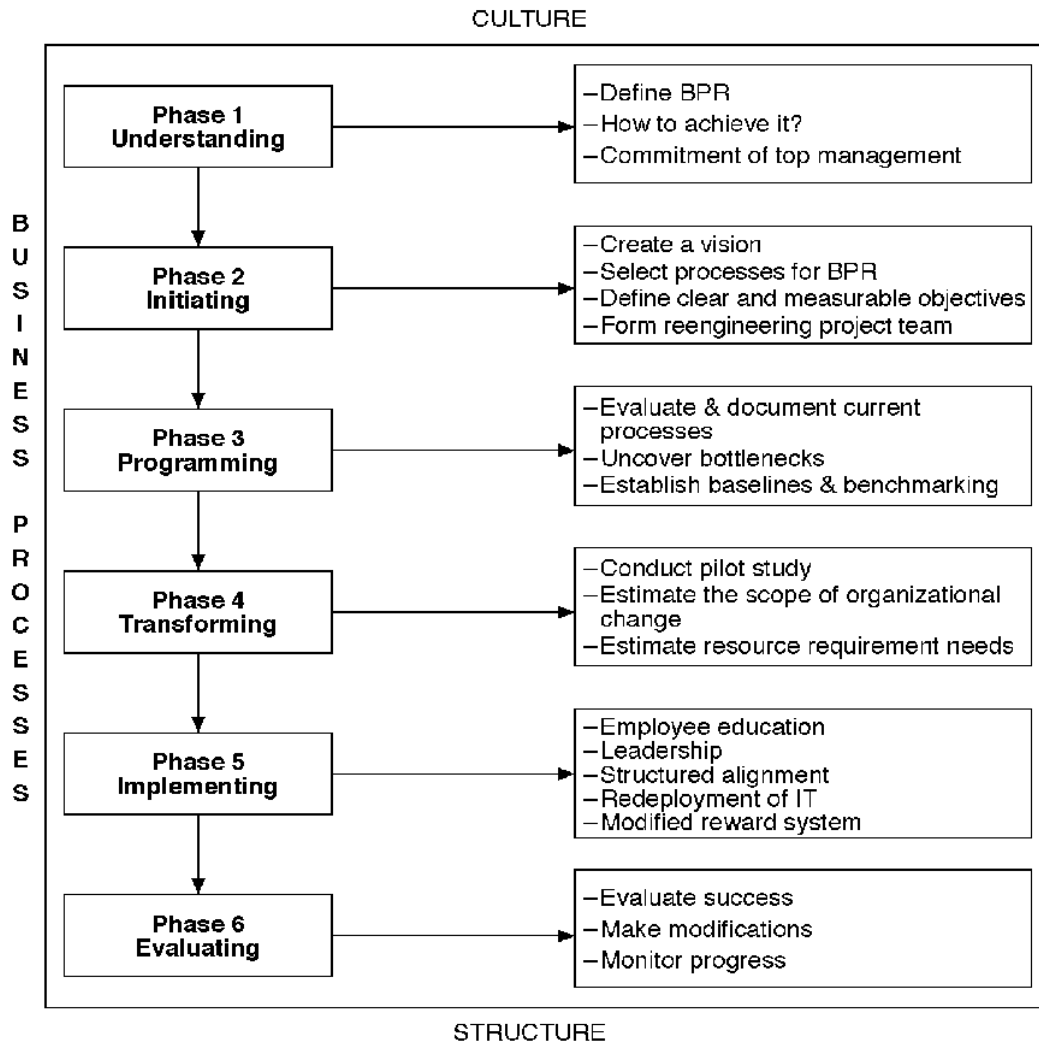 CULTURE
BUSINESS PROCESSES
Phase 1
Understanding
–Define BPR
–How to achieve it?
–Commitment of top management
Phase 2
Initiating
–Create a vision
–Select processes for BPR
–Define clear and measurable objectives
–Form reengineering project team
Phase 3
Programming
–Evaluate & document current
processes
–Uncover bottlenecks
–Establish baselines & benchmarking
Phase 4
Transforming
–Conduct pilot study
–Estimate the scope of organizational
change
–Estimate resource requirement needs
Phase 5
Implementing
–Employee education
–Leadership
–Structured alignment
–Redeployment of IT
–Modified reward system
Phase 6
Evaluating
–Evaluate success
–Make modifications
–Monitor progress
STRUCTURE